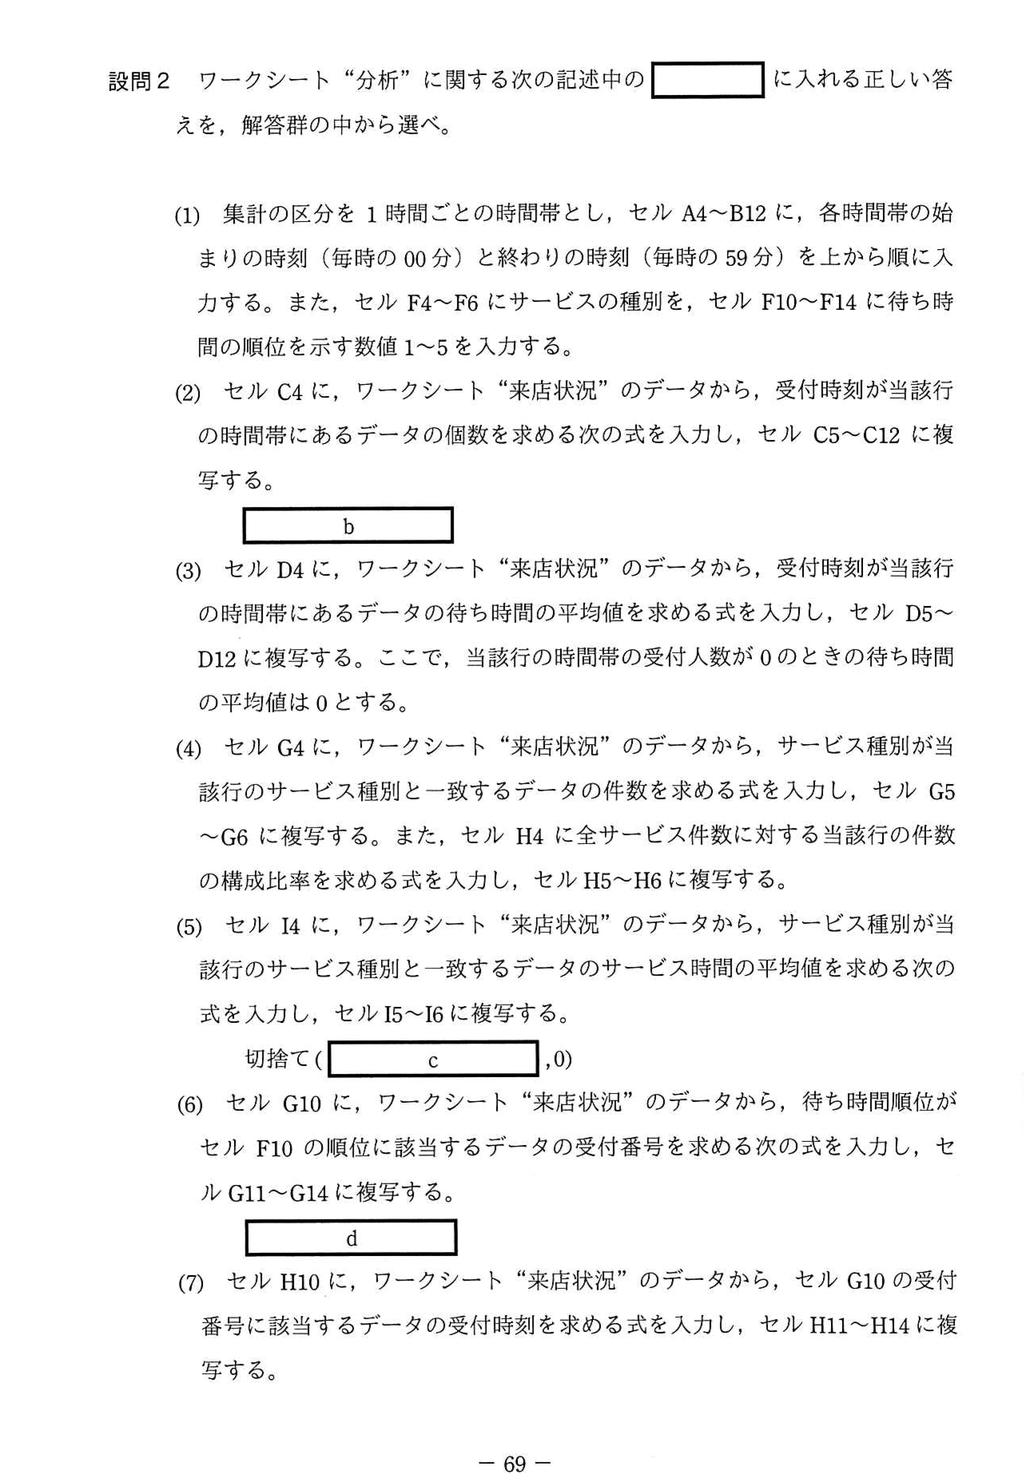 設問2　ワークシート“分析”に関する次の記述中の　　　に入れる正しい答
えを，解答群の中から選べ。
(1)　集計の区分を 1 時間ごとの時間帯とし，セル A4～B12 に，各時間帯の始
まりの時刻（毎時の 00 分）と終わりの時刻（毎時の 59 分）を上から順に入
力する。また，セル F4～F6 にサービスの種別を，セル F10～F14 に待ち時
間の順位を示す数値 1～5 を入力する。
(2)　セル C4 に，ワークシート“来店状況”のデータから，受付時刻が当該行
の時間帯にあるデータの個数を求める次の式を入力し，セル C5～C12 に複
写する。
b
(3)　セル D4 に，ワークシート“来店状況”のデータから，受付時刻が当該行
の時間帯にあるデータの待ち時間の平均値を求める式を入力し，セル D5～
D12 に複写する。ここで，当該行の時間帯の受付人数が 0 のときの待ち時間
の平均値は 0 とする。
(4)　セル G4 に，ワークシート“来店状況”のデータから，サービス種別が当
該行のサービス種別と一致するデータの件数を求める式を入力し，セル G5
～G6 に複写する。また，セル H4 に全サービス件数に対する当該行の件数
の構成比率を求める式を入力し，セル H5～H6 に複写する。
(5)　セル I4 に，ワークシート“来店状況”のデータから，サービス種別が当
該行のサービス種別と一致するデータのサービス時間の平均値を求める次の
式を入力し，セル I5～I6 に複写する。
切捨て( c ,0)
(6)　セル G10 に，ワークシート“来店状況”のデータから，待ち時間順位が
セル F10 の順位に該当するデータの受付番号を求める次の式を入力し，セ
ル G11～G14 に複写する。
d
(7)　セル H10 に，ワークシート“来店状況”のデータから，セル G10 の受付
番号に該当するデータの受付時刻を求める式を入力し，セル H11～H14 に複
写する。
－ 69 －